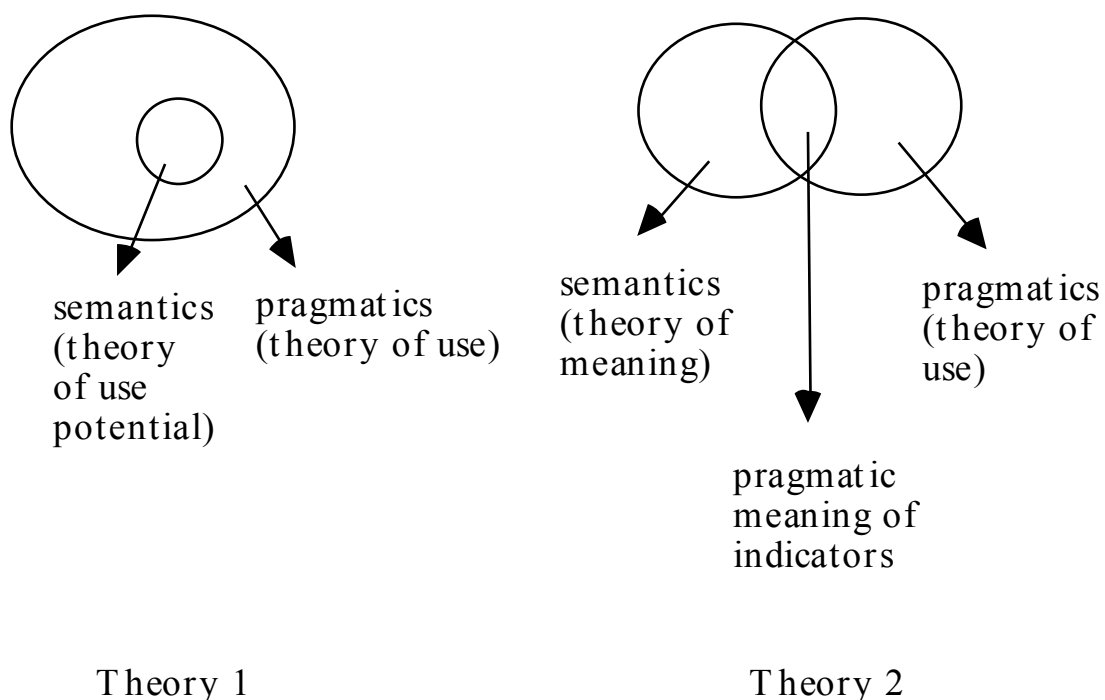 semantics
(theory
of use
potential)
pragmatics
(theory of use)
semantics
(theory of
meaning)
pragmatic
meaning of
indicators
pragmatics
(theory of
use)
Theory 1
Theory 2